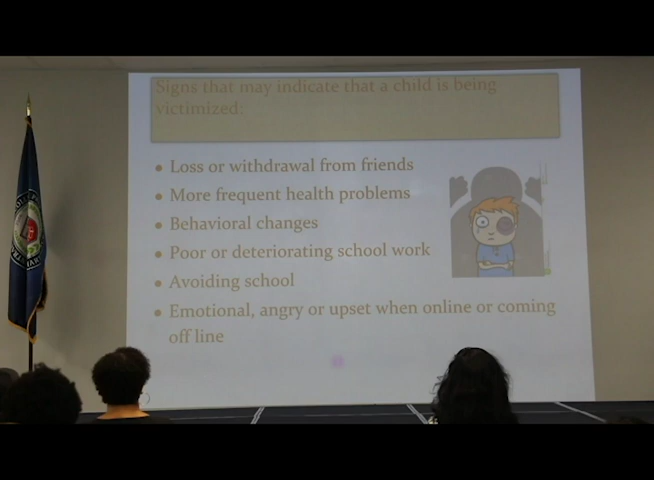 Signs that may indicate that a child is being
victimized:
• Loss or withdrawal from friends
• More frequent health problems
• Behavioral changes
• Poor or deteriorating school work
• Avoiding school
• Emotional, angry or upset when online or coming
off line